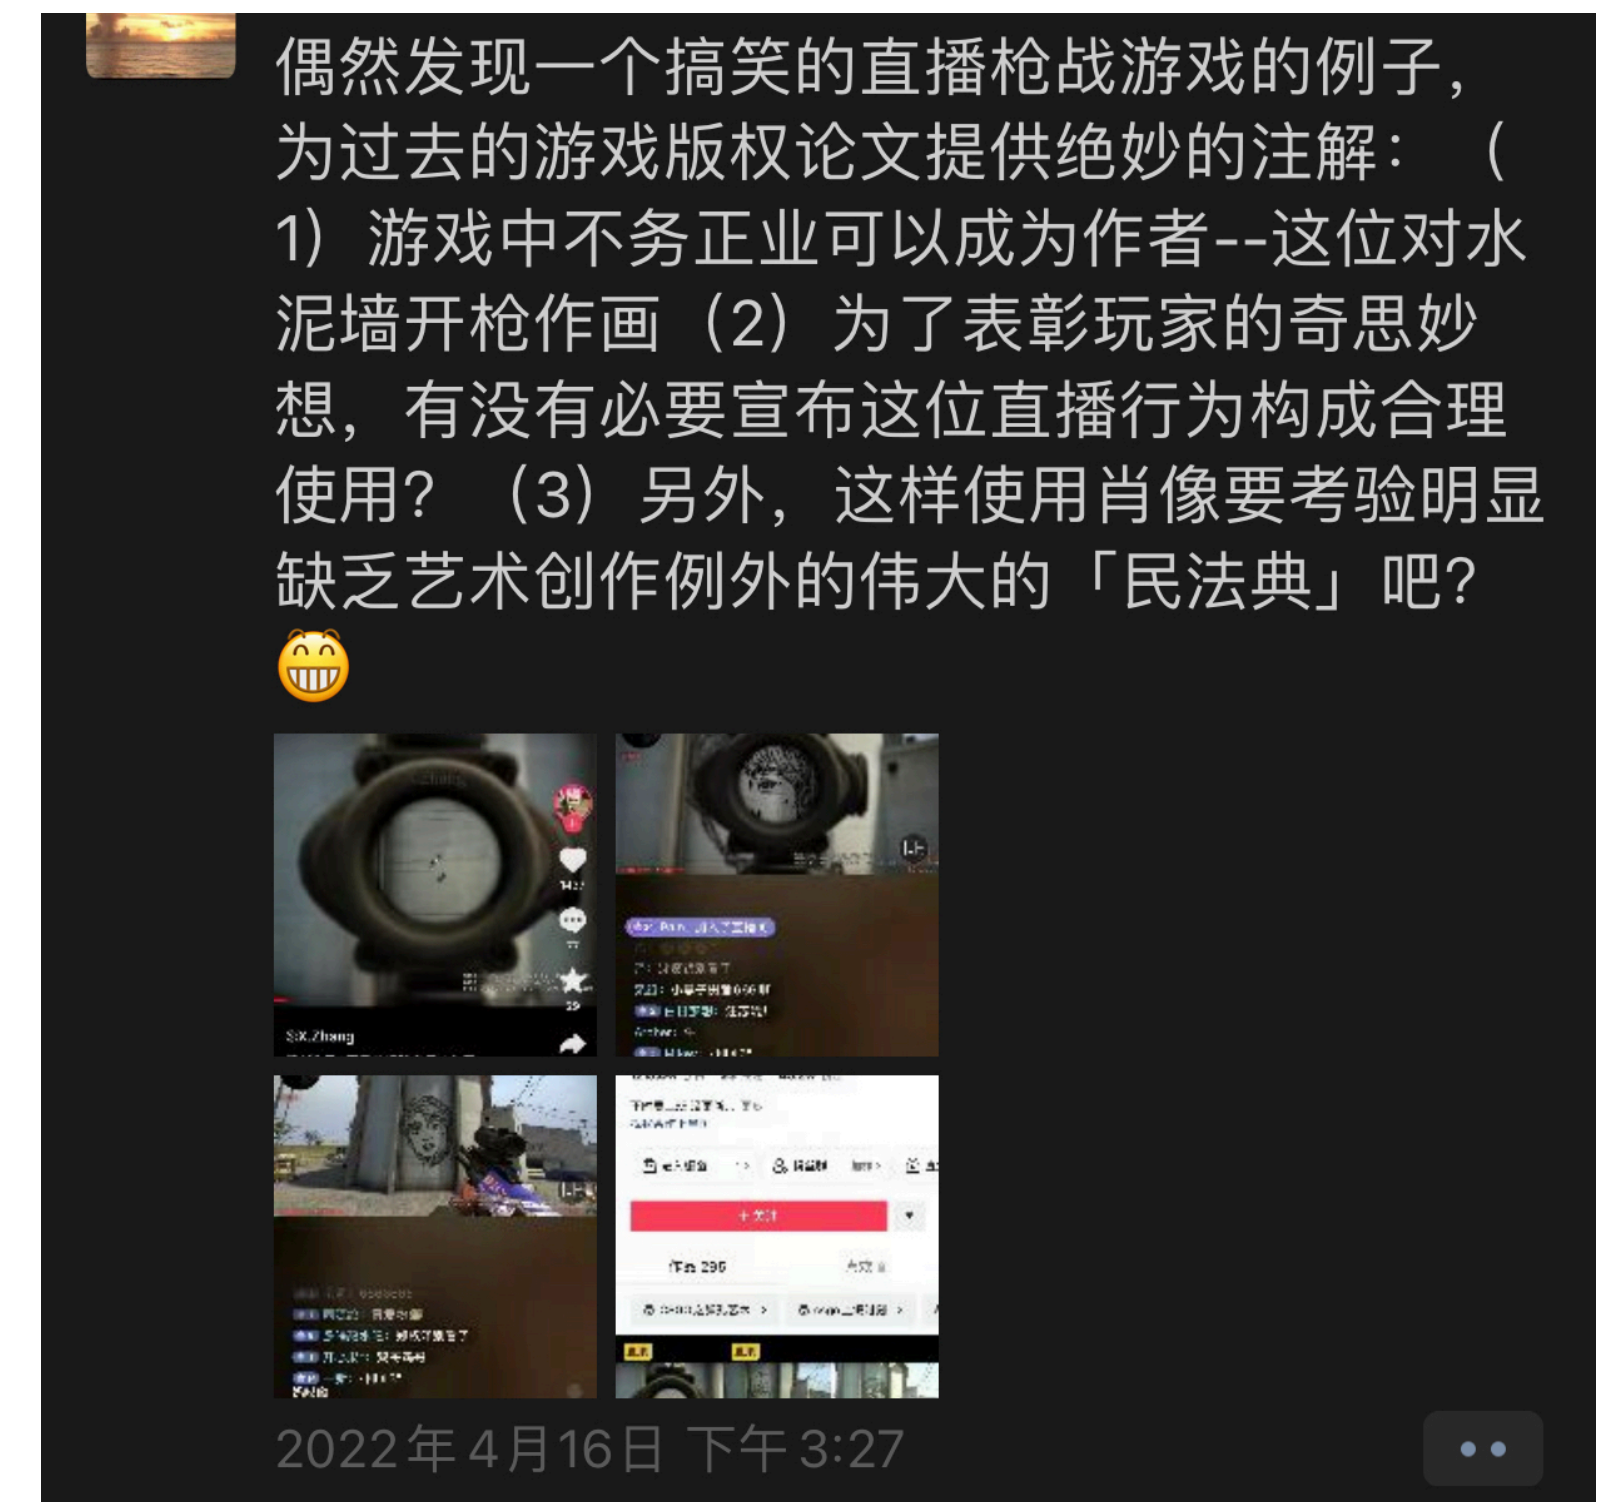 偶然发现一个搞笑的直播枪战游戏的例子，
为过去的游戏版权论文提供绝妙的注解：（
1）游戏中不务正业可以成为作者--这位对水
泥墙开枪作画（2）为了表彰玩家的奇思妙
想，有没有必要宣布这位直播行为构成合理
使用？（3）另外，这样使用肖像要考验明显
缺乏艺术创作例外的伟大的「民法典」吧？
S:X.Zhang
29
作品 295
2022年4月16日 下午3:27